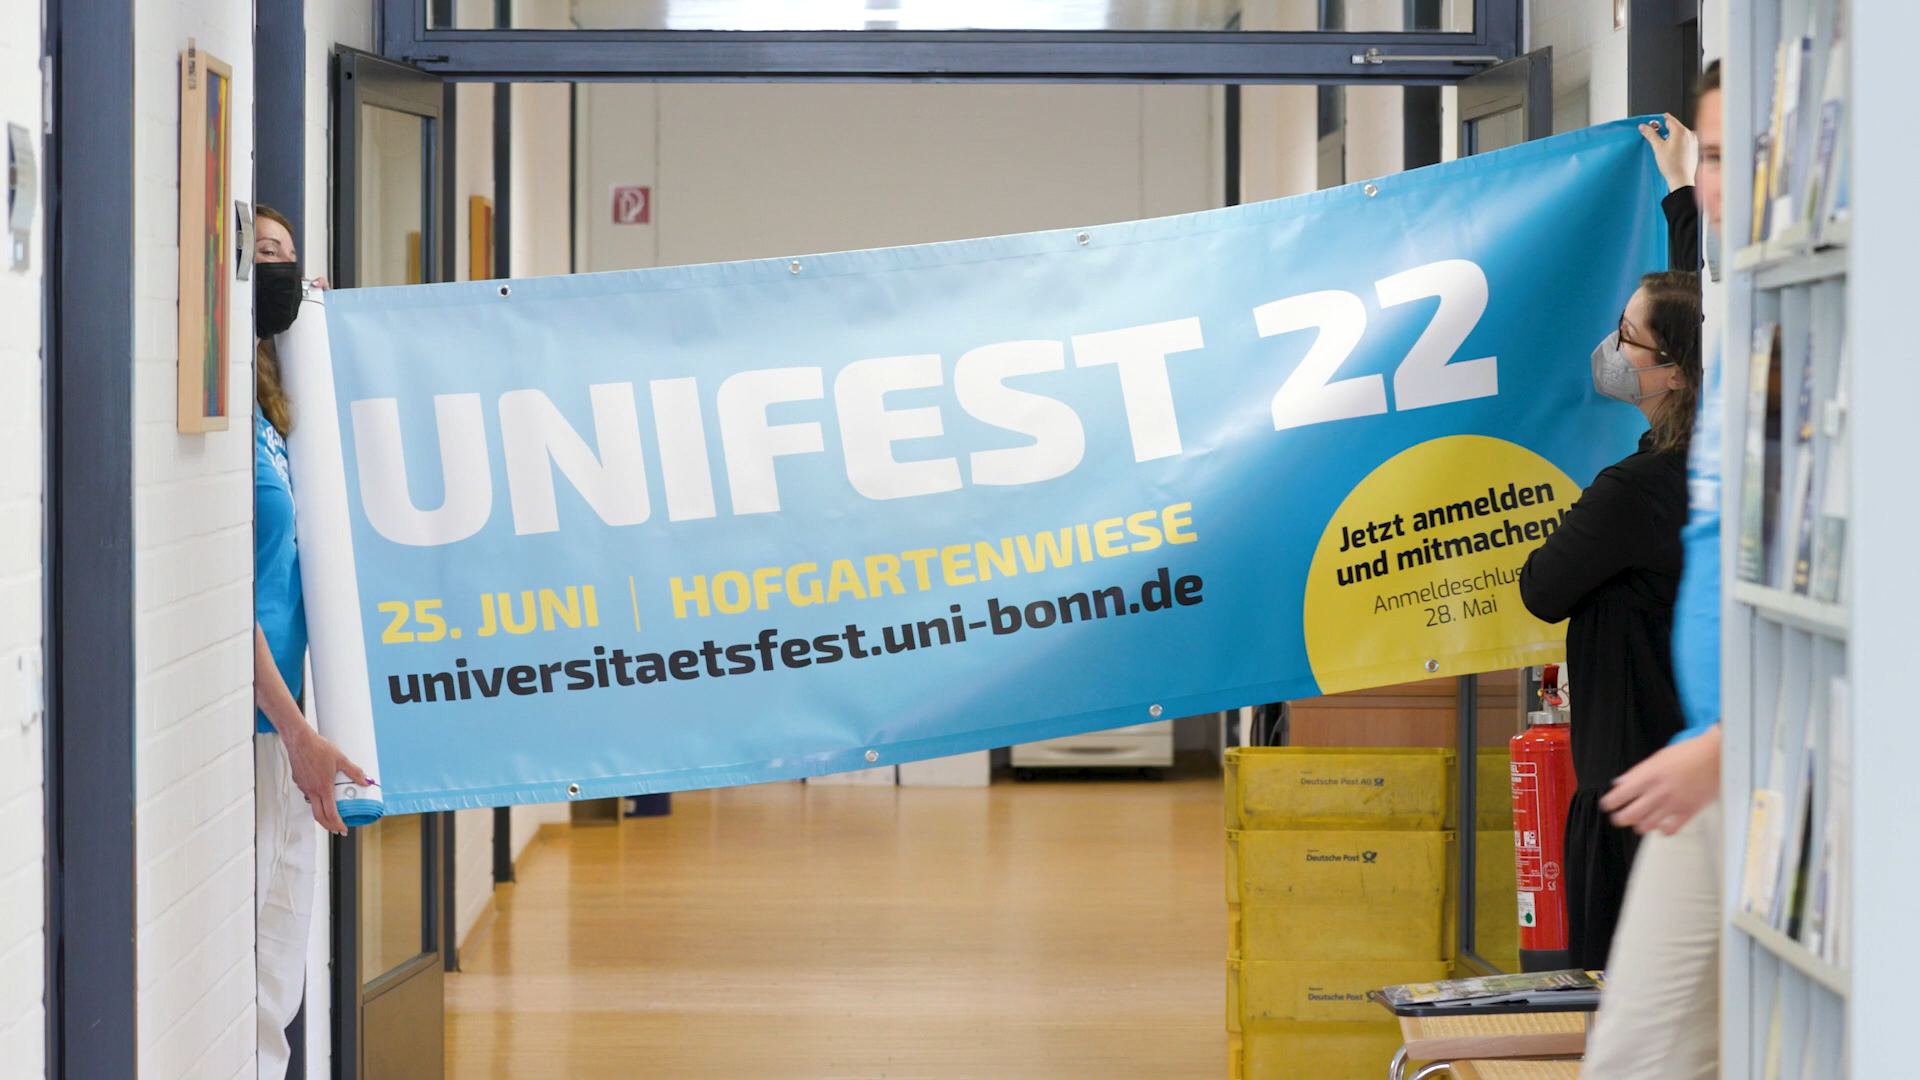 UNIFEST 22
25. JUNI | HOFGARTENWIESE
universitaetsfest.uni-bonn.de
Jetzt anmelden
und mitmachen
28. Mai
Deutsche Post AG
Deutsche Post
Deutsche Post